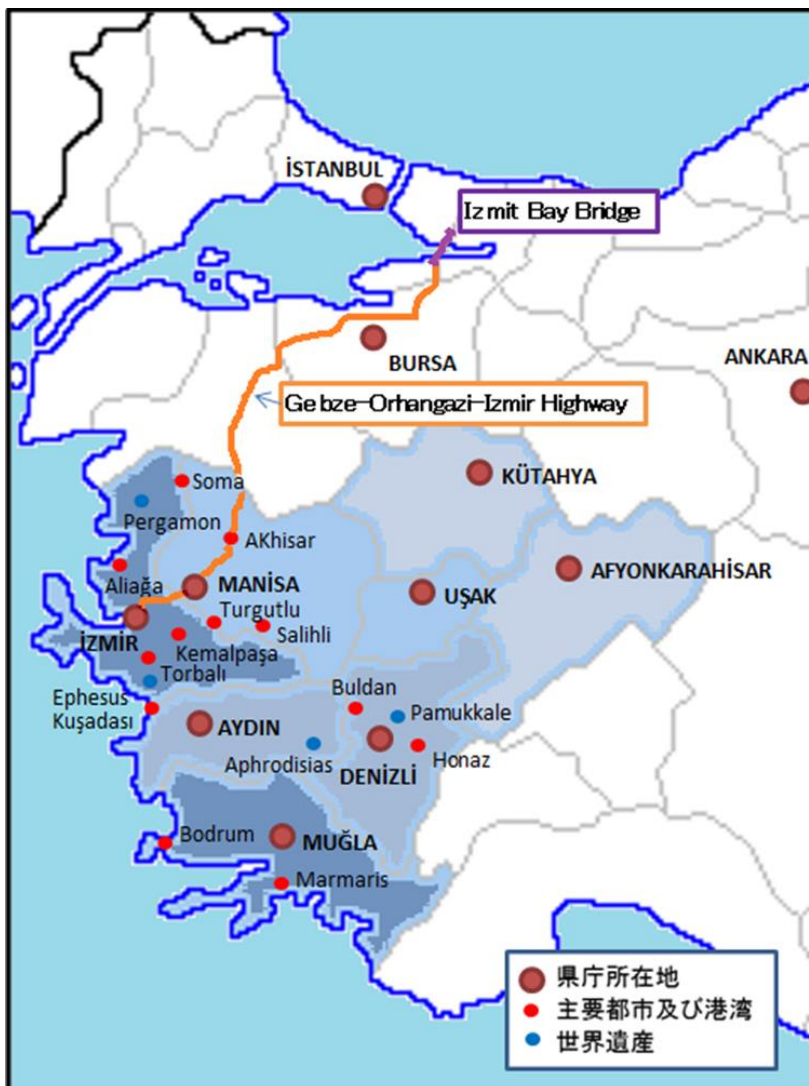 İSTANBUL
Izmit Bay Bridge
BURSA
ANKARA
Gebze-Orhangazi-Izmir Highway
Soma
KÜTAHYA
Pergamon
AKhisar
AFYONKARAHİSAR
Aliağa
MANİSA
UŞAK
Turgutlu
Salihli
İZMİR
Kemalpaşa
Torbalı
Ephesus
Kuşadası
Buldan
Pamukkale
AYDIN
Aphrodisias
DENİZLİ
Honaz
Bodrum
MUĞLA
Marmaris
県庁所在地
主要都市及び港湾
世界遺産